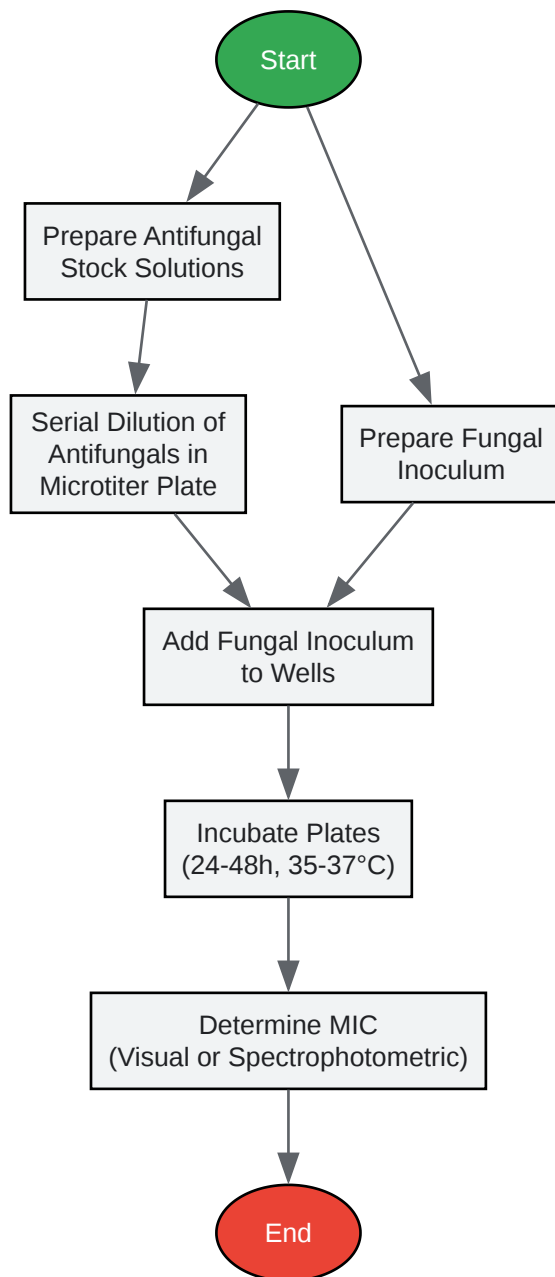 Start
Prepare Antifungal
Stock Solutions
Serial Dilution of
Antifungals in
Microtiter Plate
Prepare Fungal
Inoculum
Add Fungal Inoculum
to Wells
Incubate Plates
(24-48h, 35-37°C)
Determine MIC
(Visual or Spectrophotometric)
End